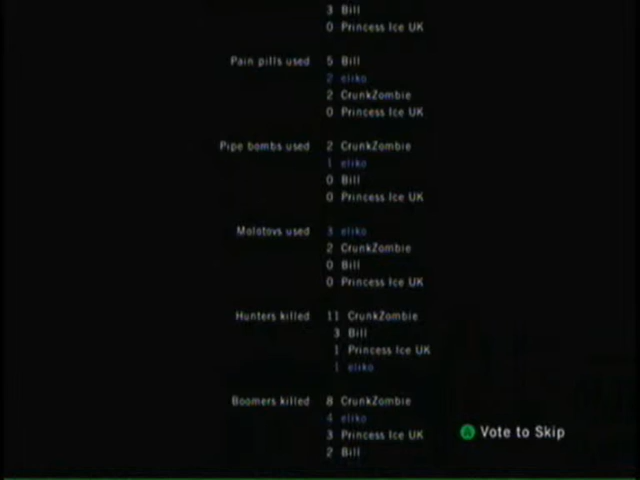 3 Bill
0 Princess Ice UK
Pain pills used 5 Bill
2 eliko
2 CrunkZombie
0 Princess Ice UK
Pipe bombs used 2 CrunkZombie
1 eliko
0 Bill
0 Princess Ice UK
Molotovs used 3 eliko
2 CrunkZombie
0 Bill
0 Princess Ice UK
Hunters killed 11 CrunkZombie
3 Bill
1 Princess Ice UK
1 eliko
Boomers killed 8 CrunkZombie
4 eliko
3 Princess Ice UK
2 Bill
A Vote to Skip